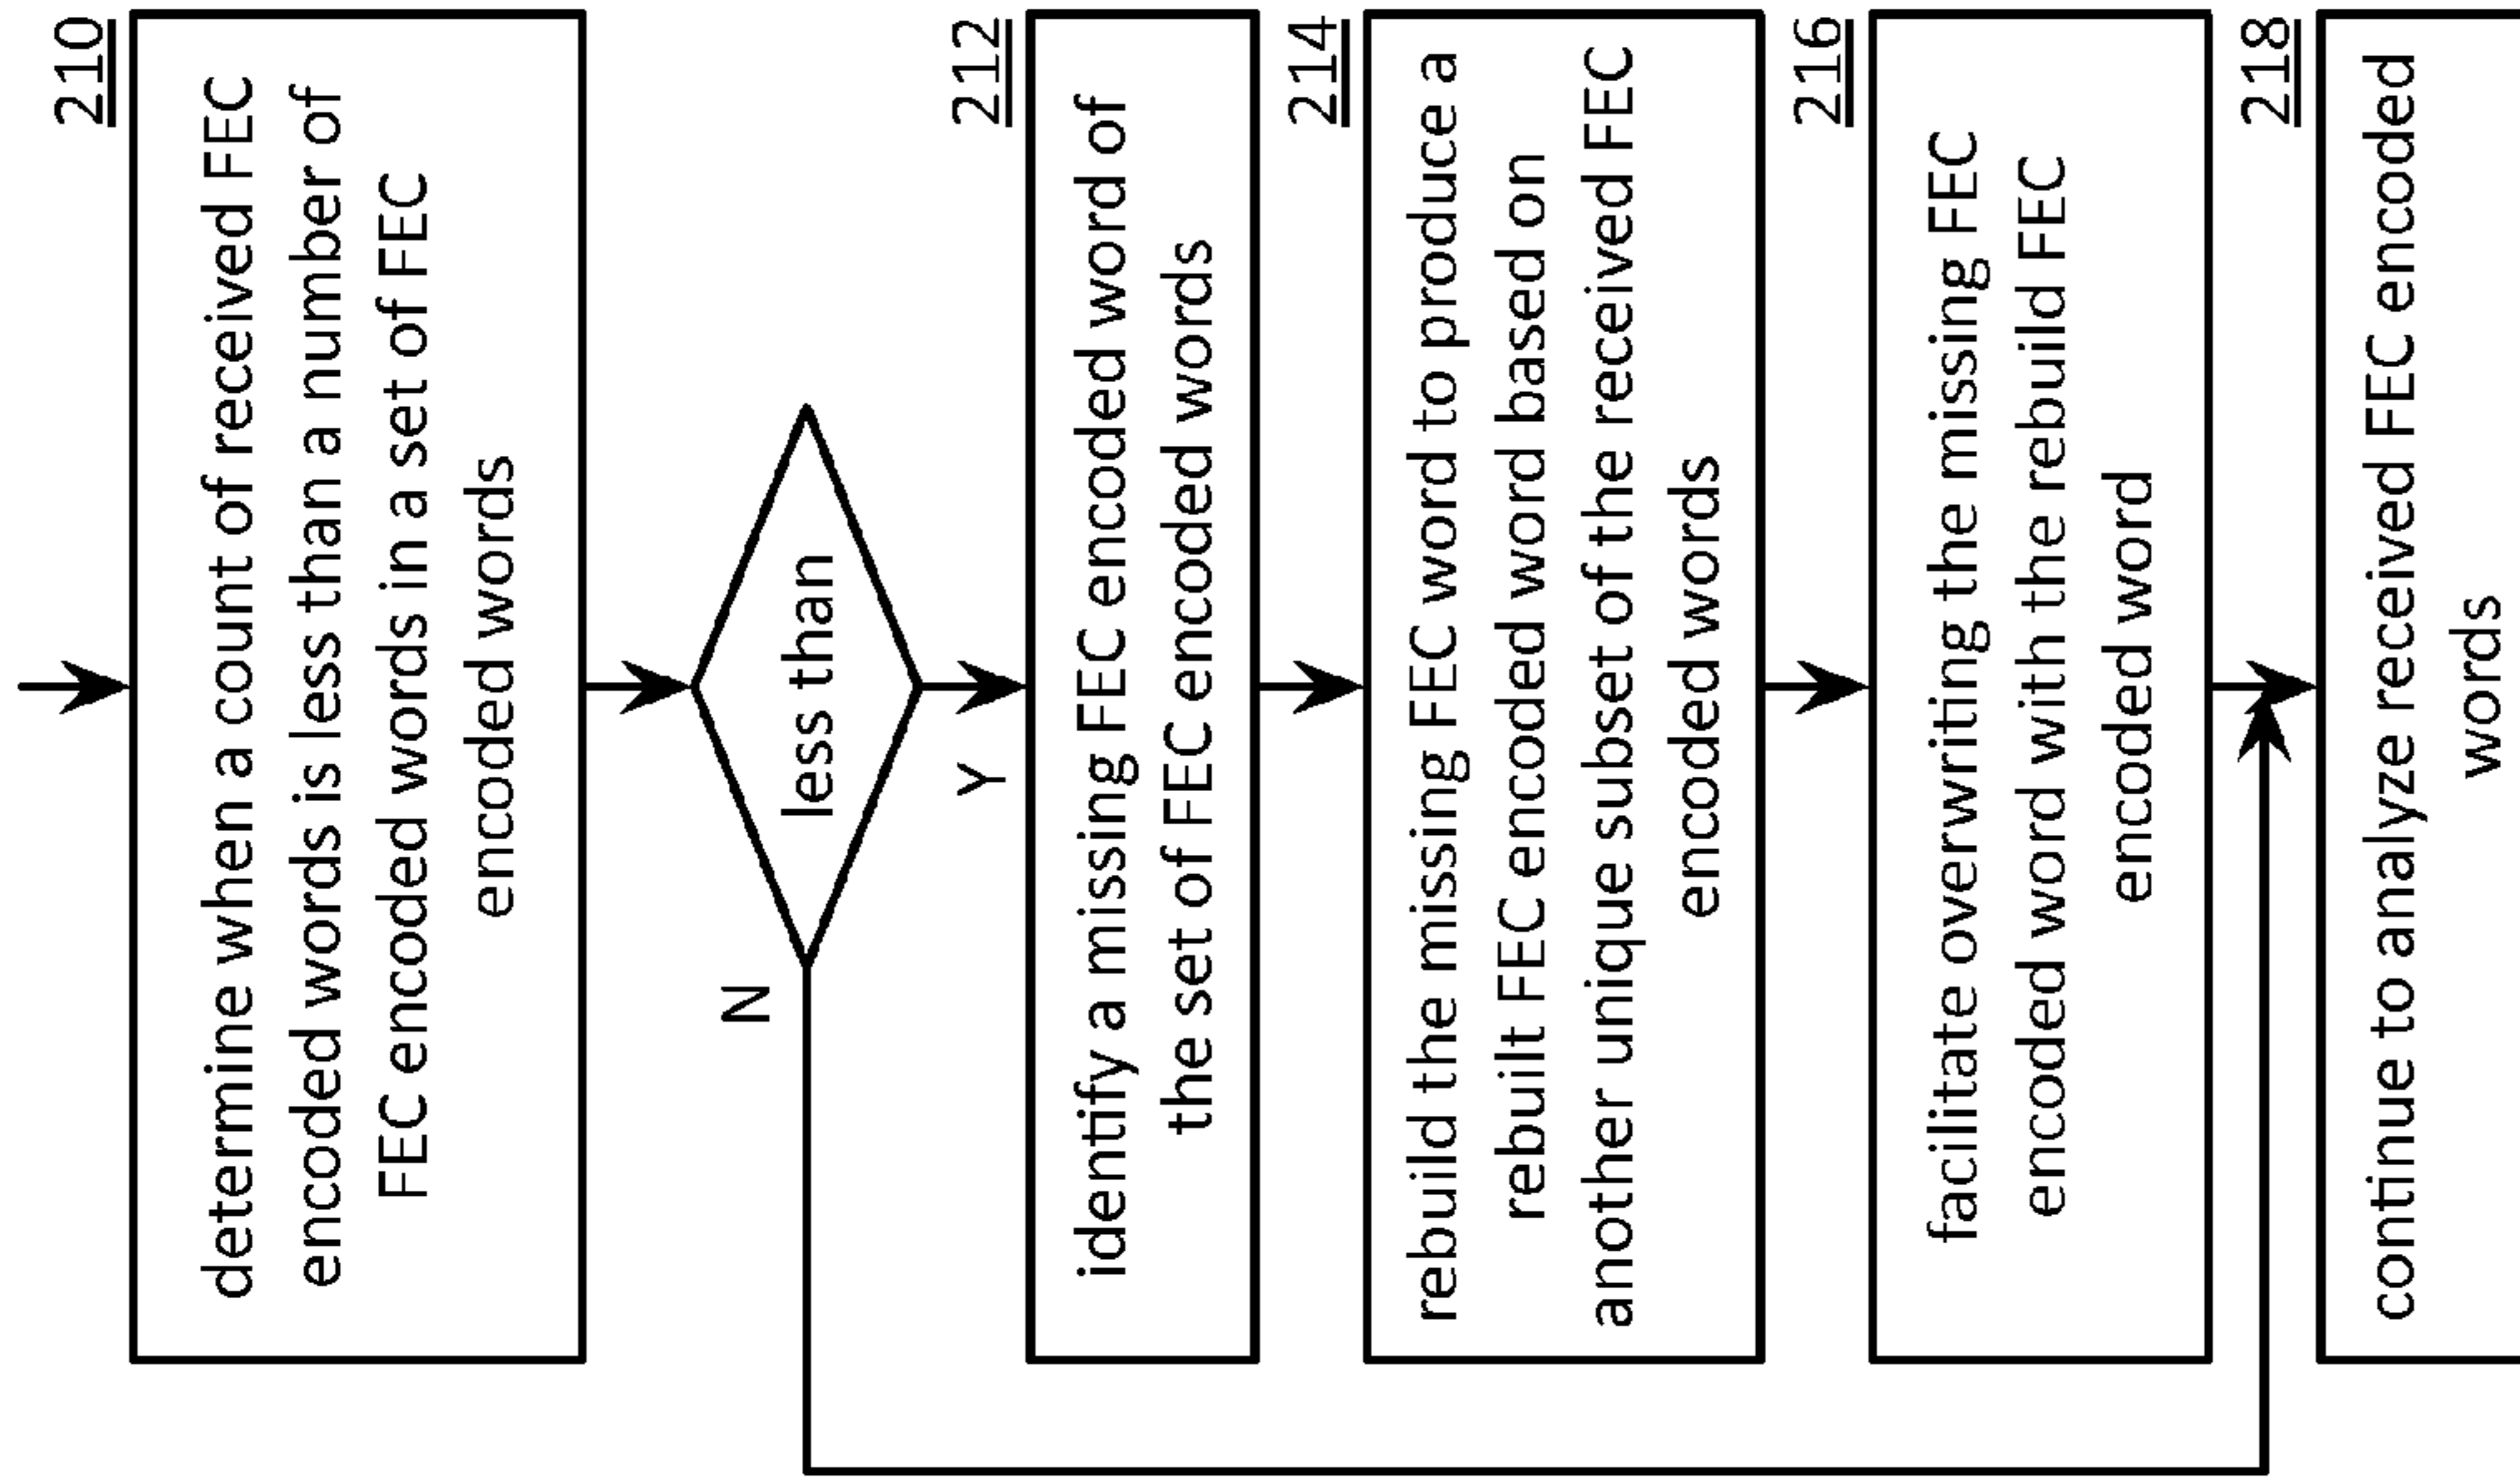 210
determine when a count of received FEC
encoded words is less than a number of
FEC encoded words in a set of FEC
encoded words
less than
N
Y
212
identify a missing FEC encoded word of
the set of FEC encoded words
214
rebuild the missing FEC word to produce a
rebuilt FEC encoded word based on
another unique subset of the received FEC
encoded words
216
facilitate overwriting the missing FEC
encoded word with the rebuild FEC
encoded word
218
continue to analyze received FEC encoded
words